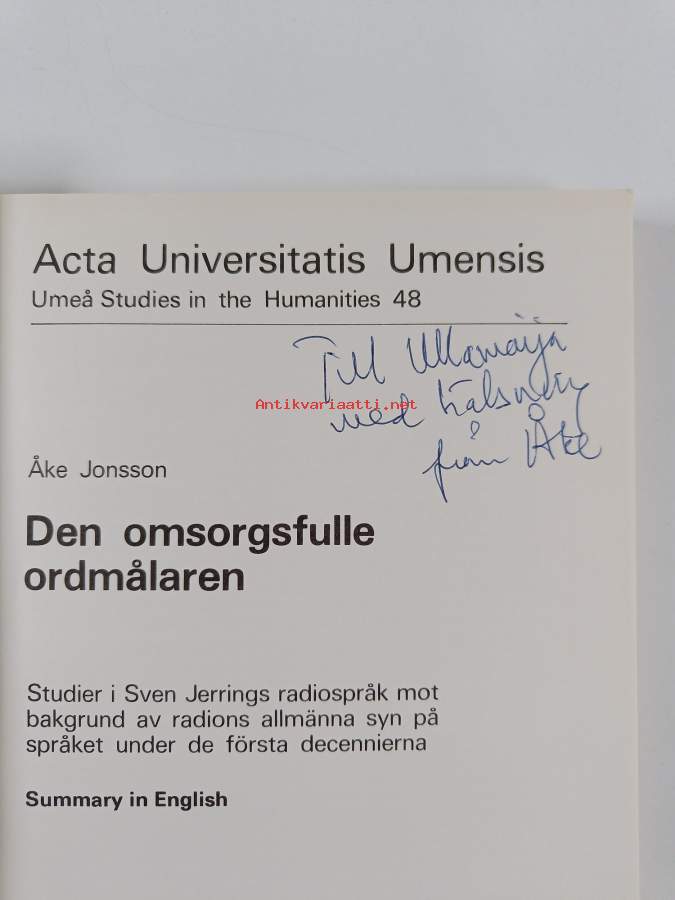 Acta Universitatis Umensis
Umeå Studies in the Humanities 48
Till Ullamaija
med hälsning
från Åke
Antikvariaatti.net
Åke Jonsson
Den omsorgsfulle
ordmålaren
Studier i Sven Jerrings radiospråk mot
bakgrund av radions allmänna syn på
språket under de första decennierna
Summary in English